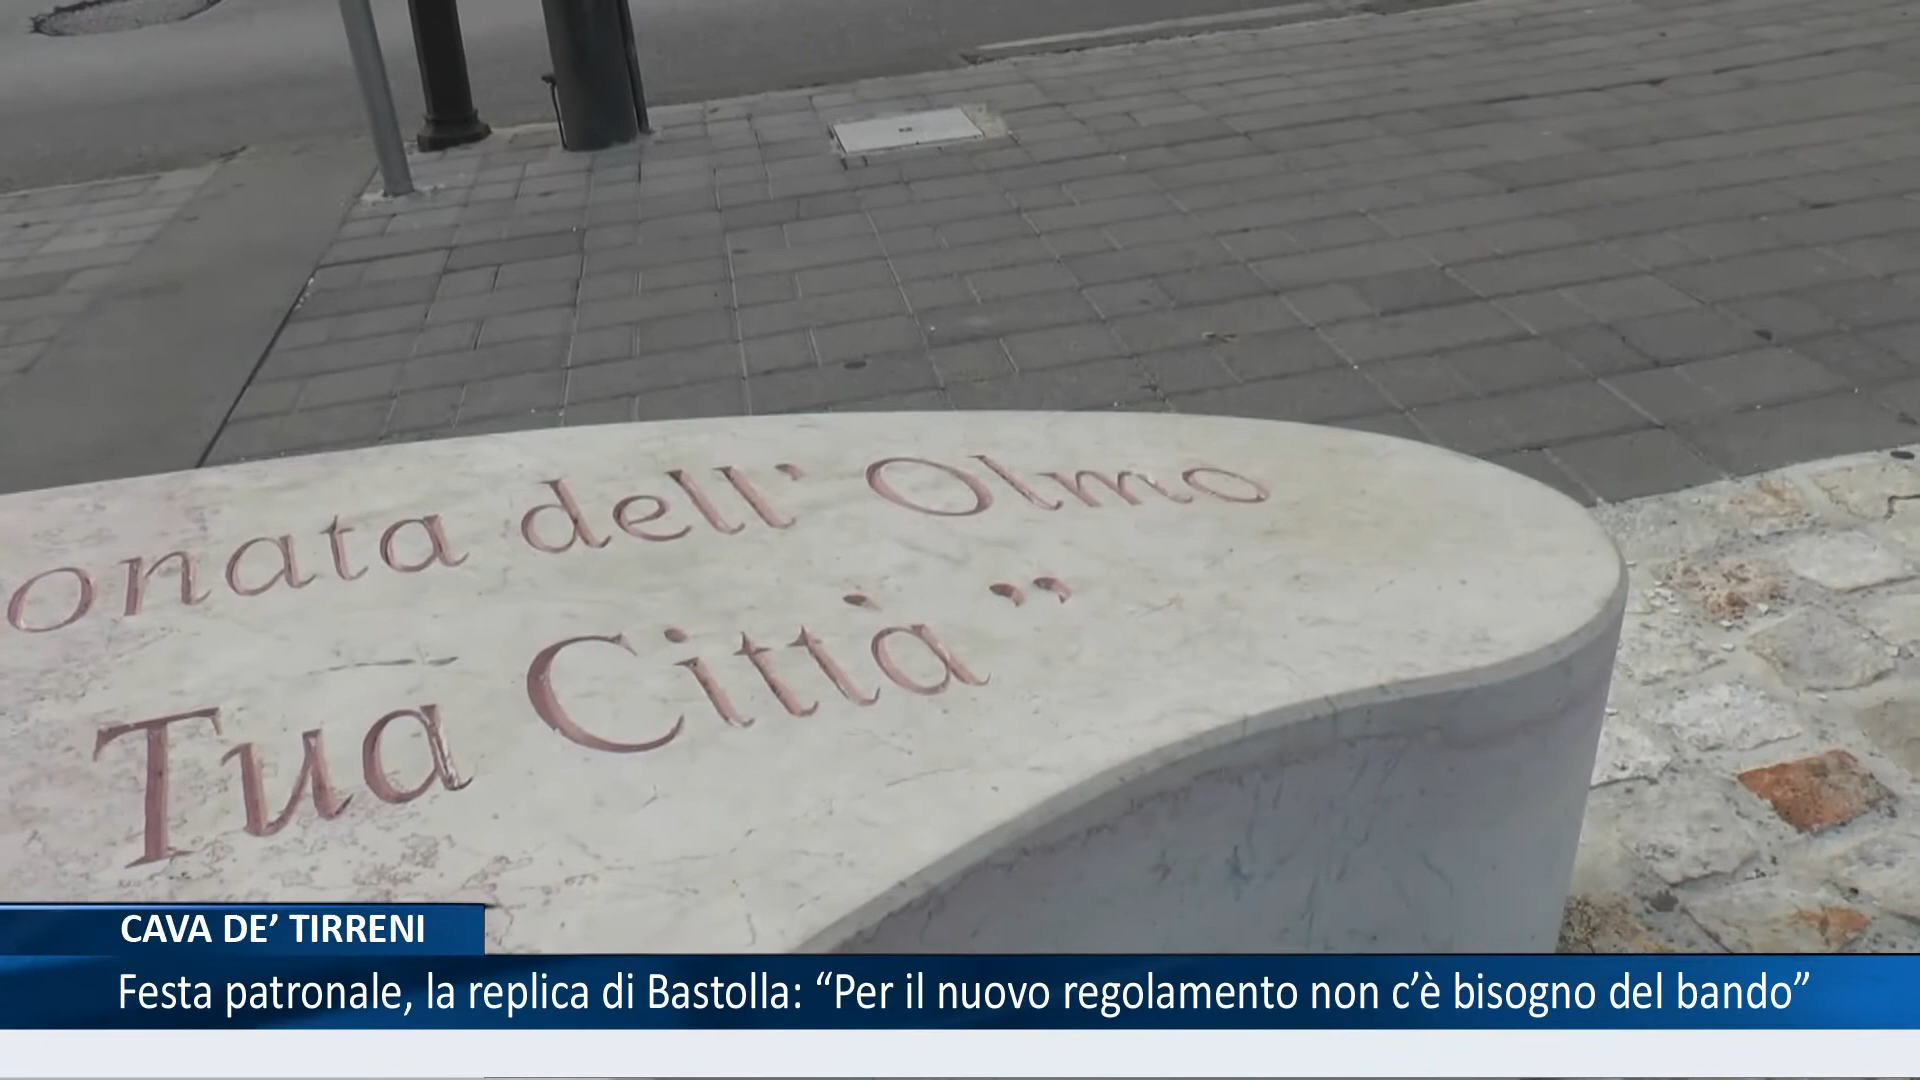 onata dell' Olmo
Tua Città”
CAVA DE’ TIRRENI
Festa patronale, la replica di Bastolla: “Per il nuovo regolamento non c’è bisogno del bando”